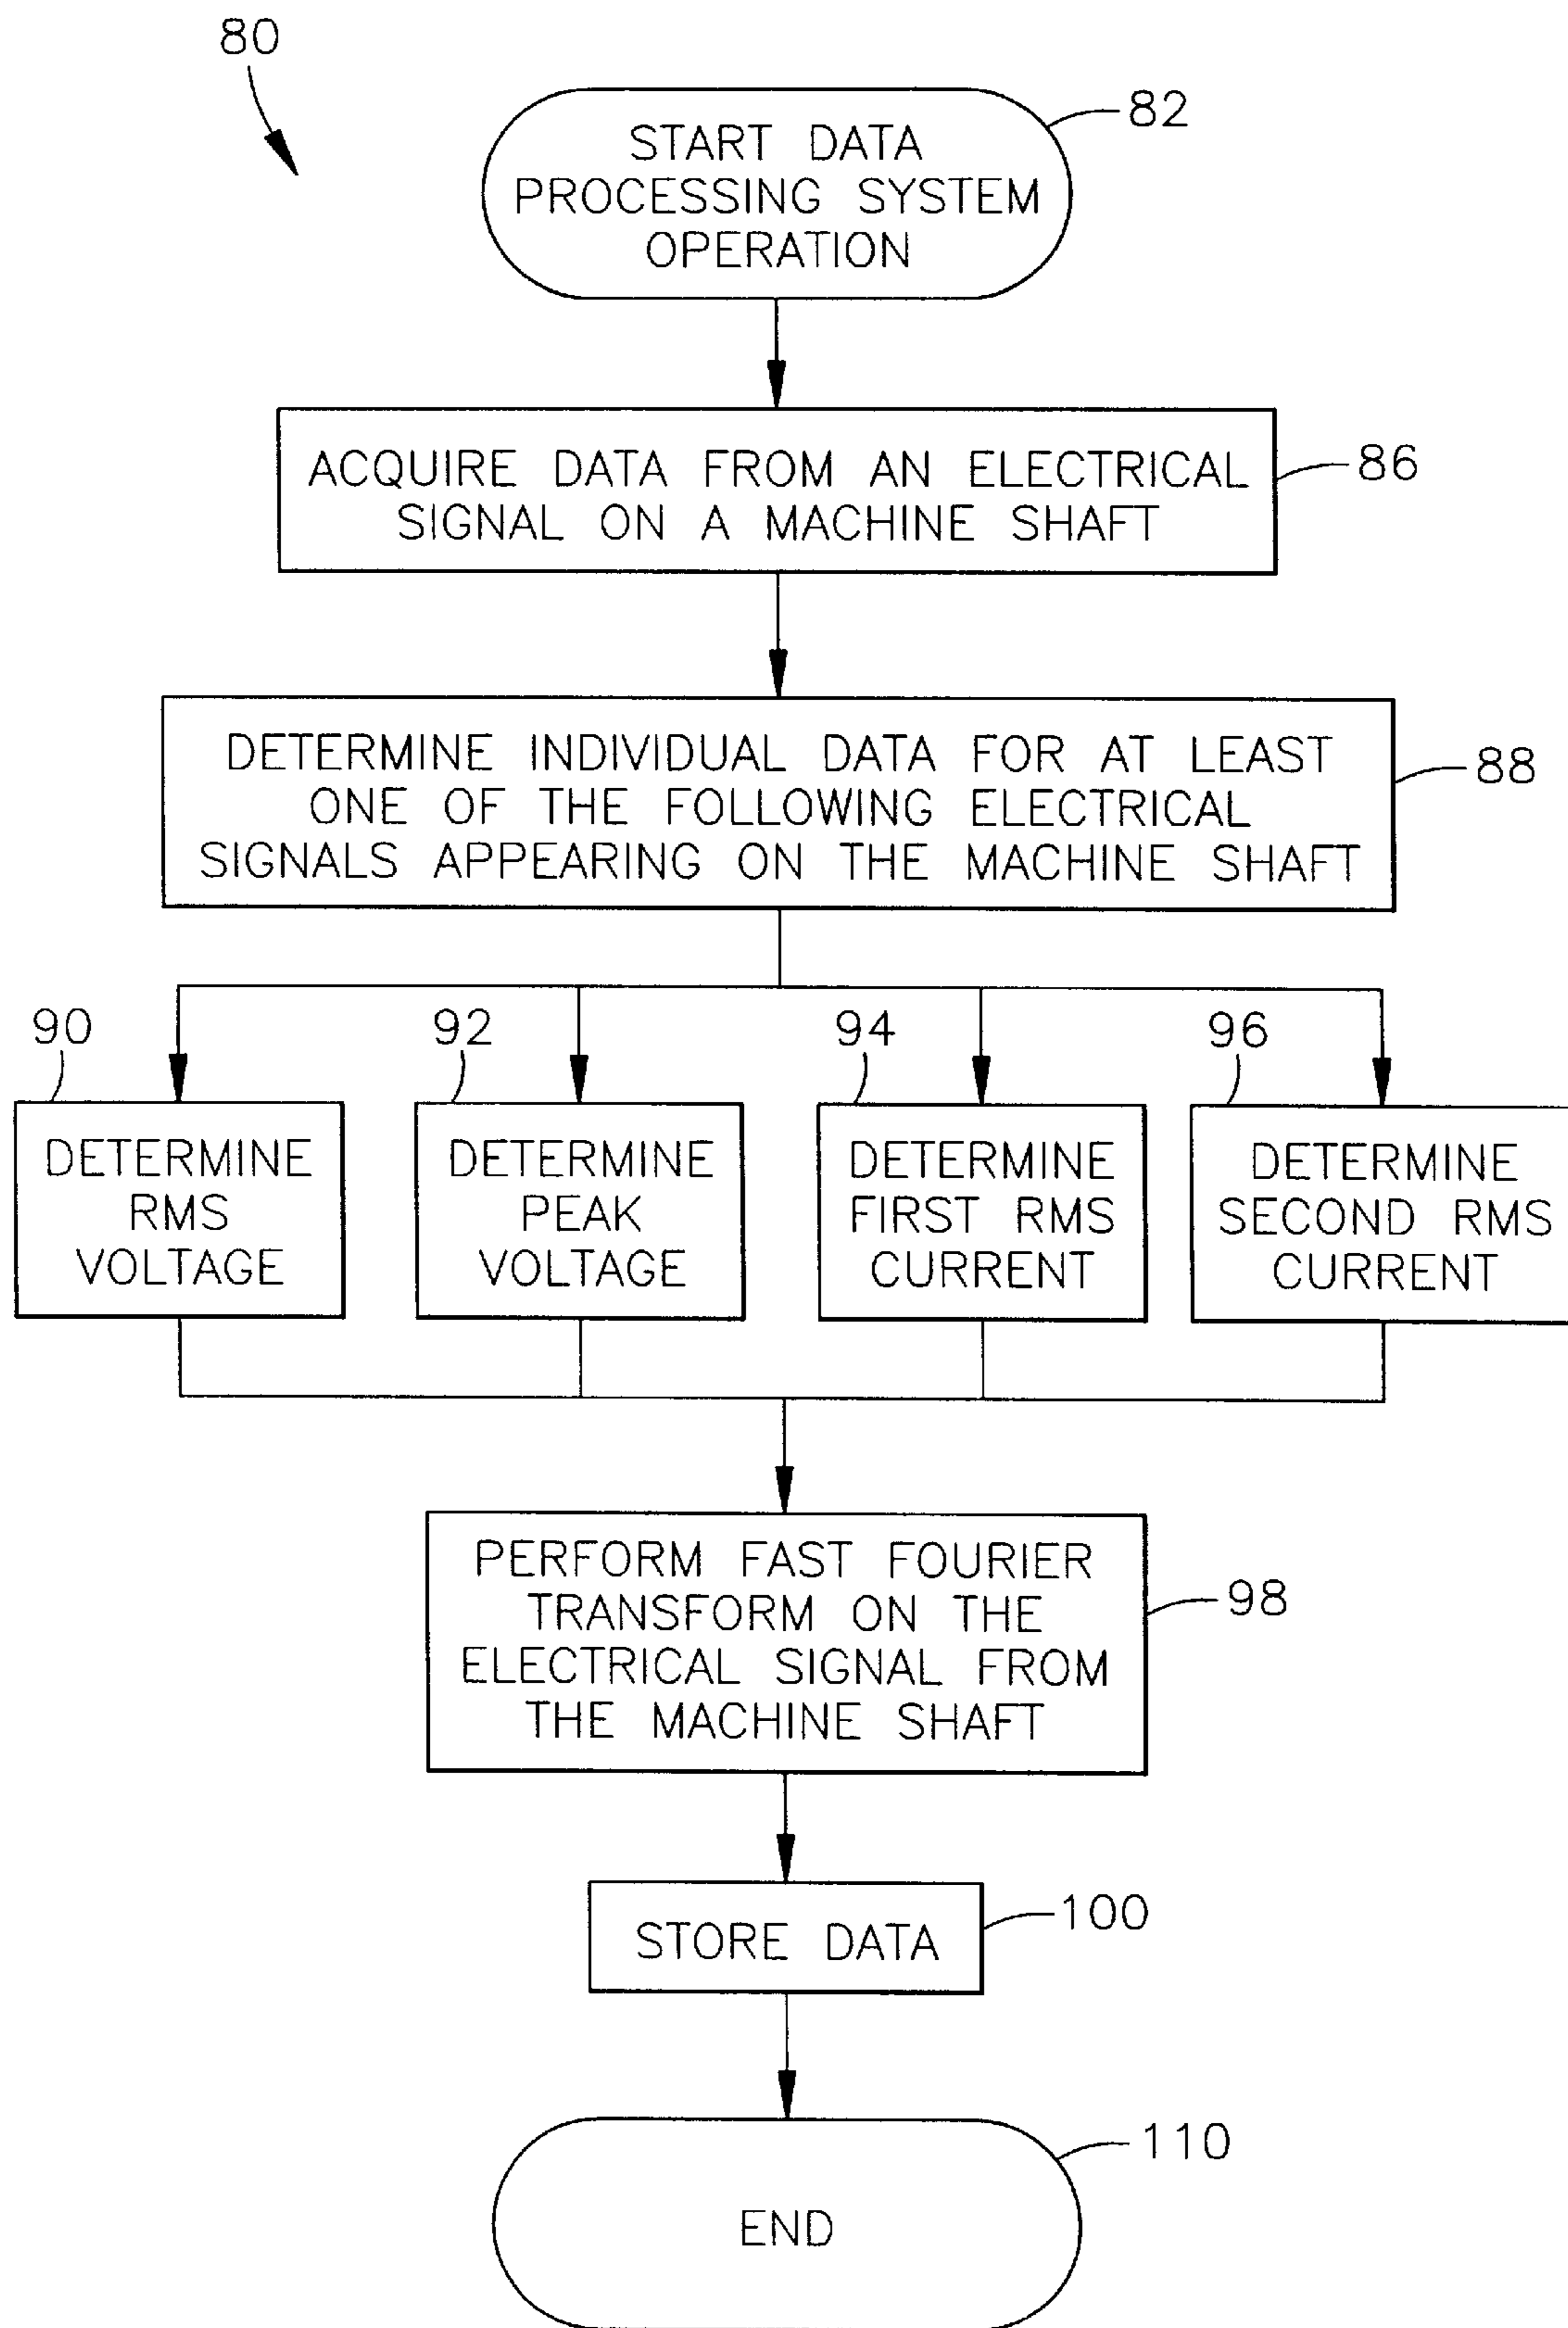 80
82
START DATA
PROCESSING SYSTEM
OPERATION
ACQUIRE DATA FROM AN ELECTRICAL
SIGNAL ON A MACHINE SHAFT
86
DETERMINE INDIVIDUAL DATA FOR AT LEAST
ONE OF THE FOLLOWING ELECTRICAL
SIGNALS APPEARING ON THE MACHINE SHAFT
88
90
DETERMINE
RMS
VOLTAGE
92
DETERMINE
PEAK
VOLTAGE
94
DETERMINE
FIRST RMS
CURRENT
96
DETERMINE
SECOND RMS
CURRENT
PERFORM FAST FOURIER
TRANSFORM ON THE
ELECTRICAL SIGNAL FROM
THE MACHINE SHAFT
98
STORE DATA
100
110
END